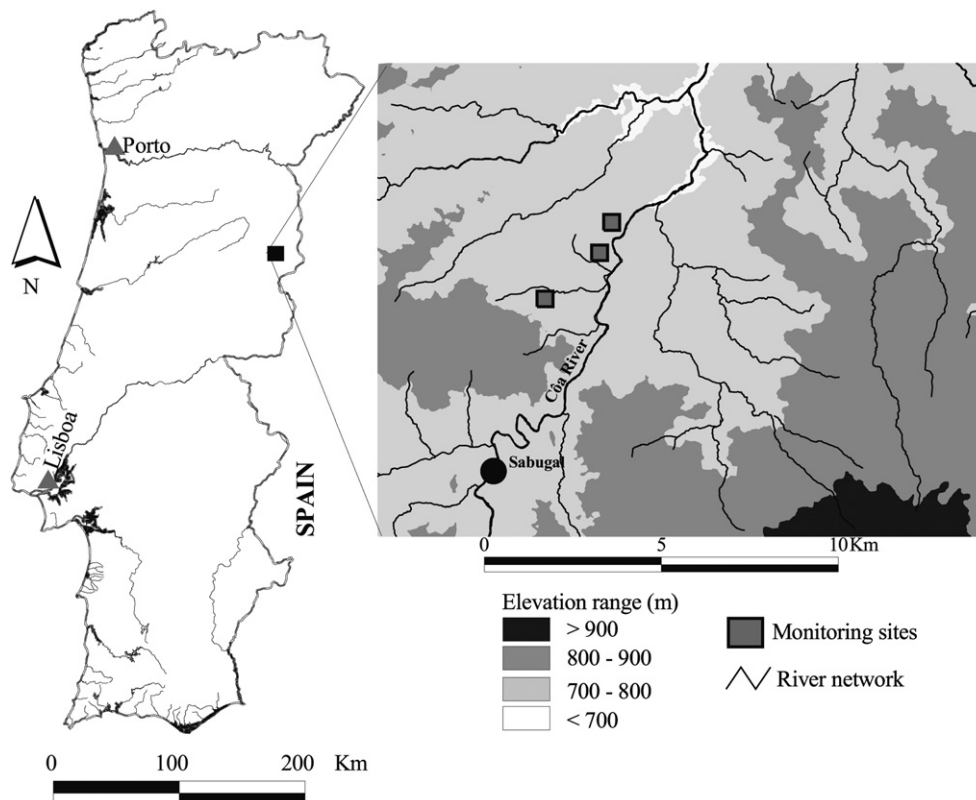 Porto
N
Lisboa
SPAIN
Côa River
Sabugal
0 5 10Km
Elevation range (m)
> 900
800 - 900
700 - 800
< 700
Monitoring sites
River network
0 100 200 Km